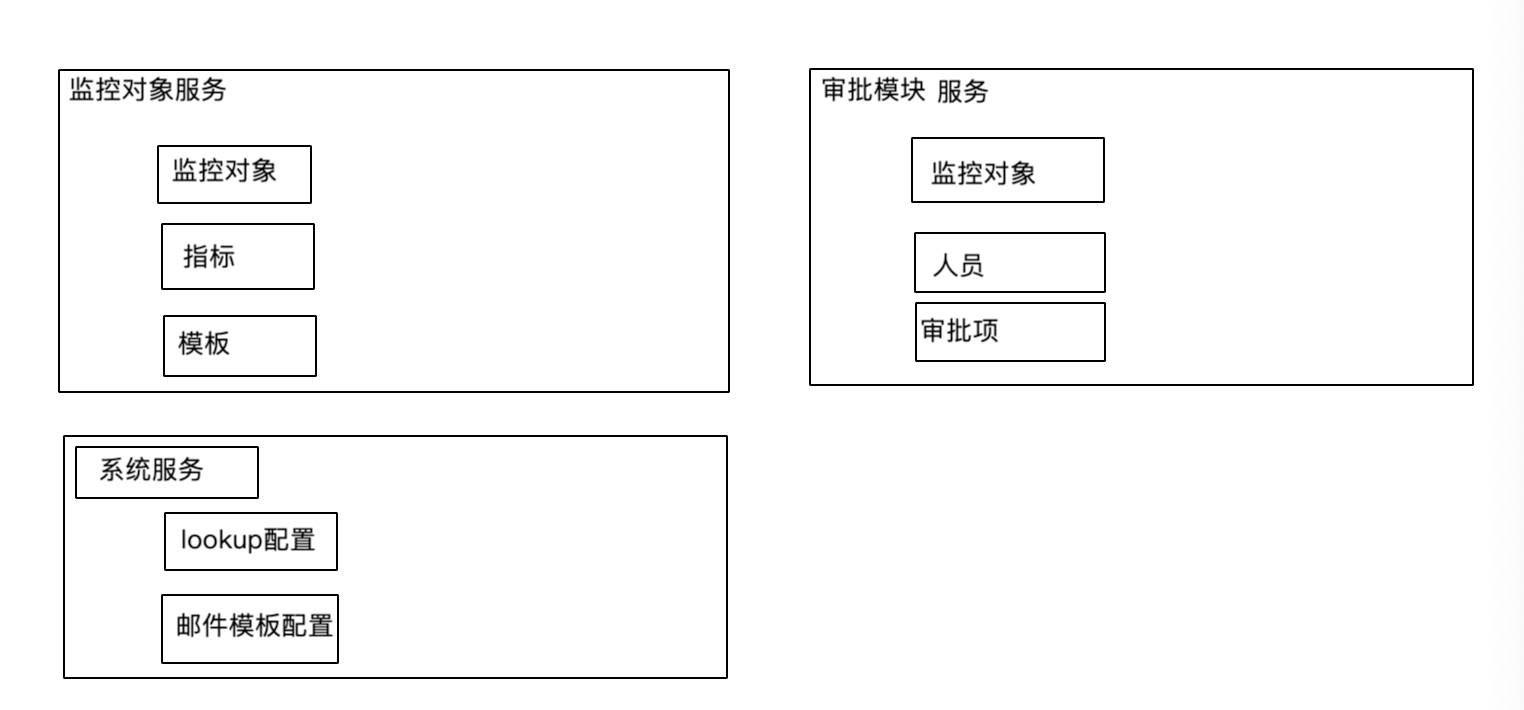 监控对象服务
监控对象
指标
模板
审批模块 服务
监控对象
人员
审批项
系统服务
lookup配置
邮件模板配置